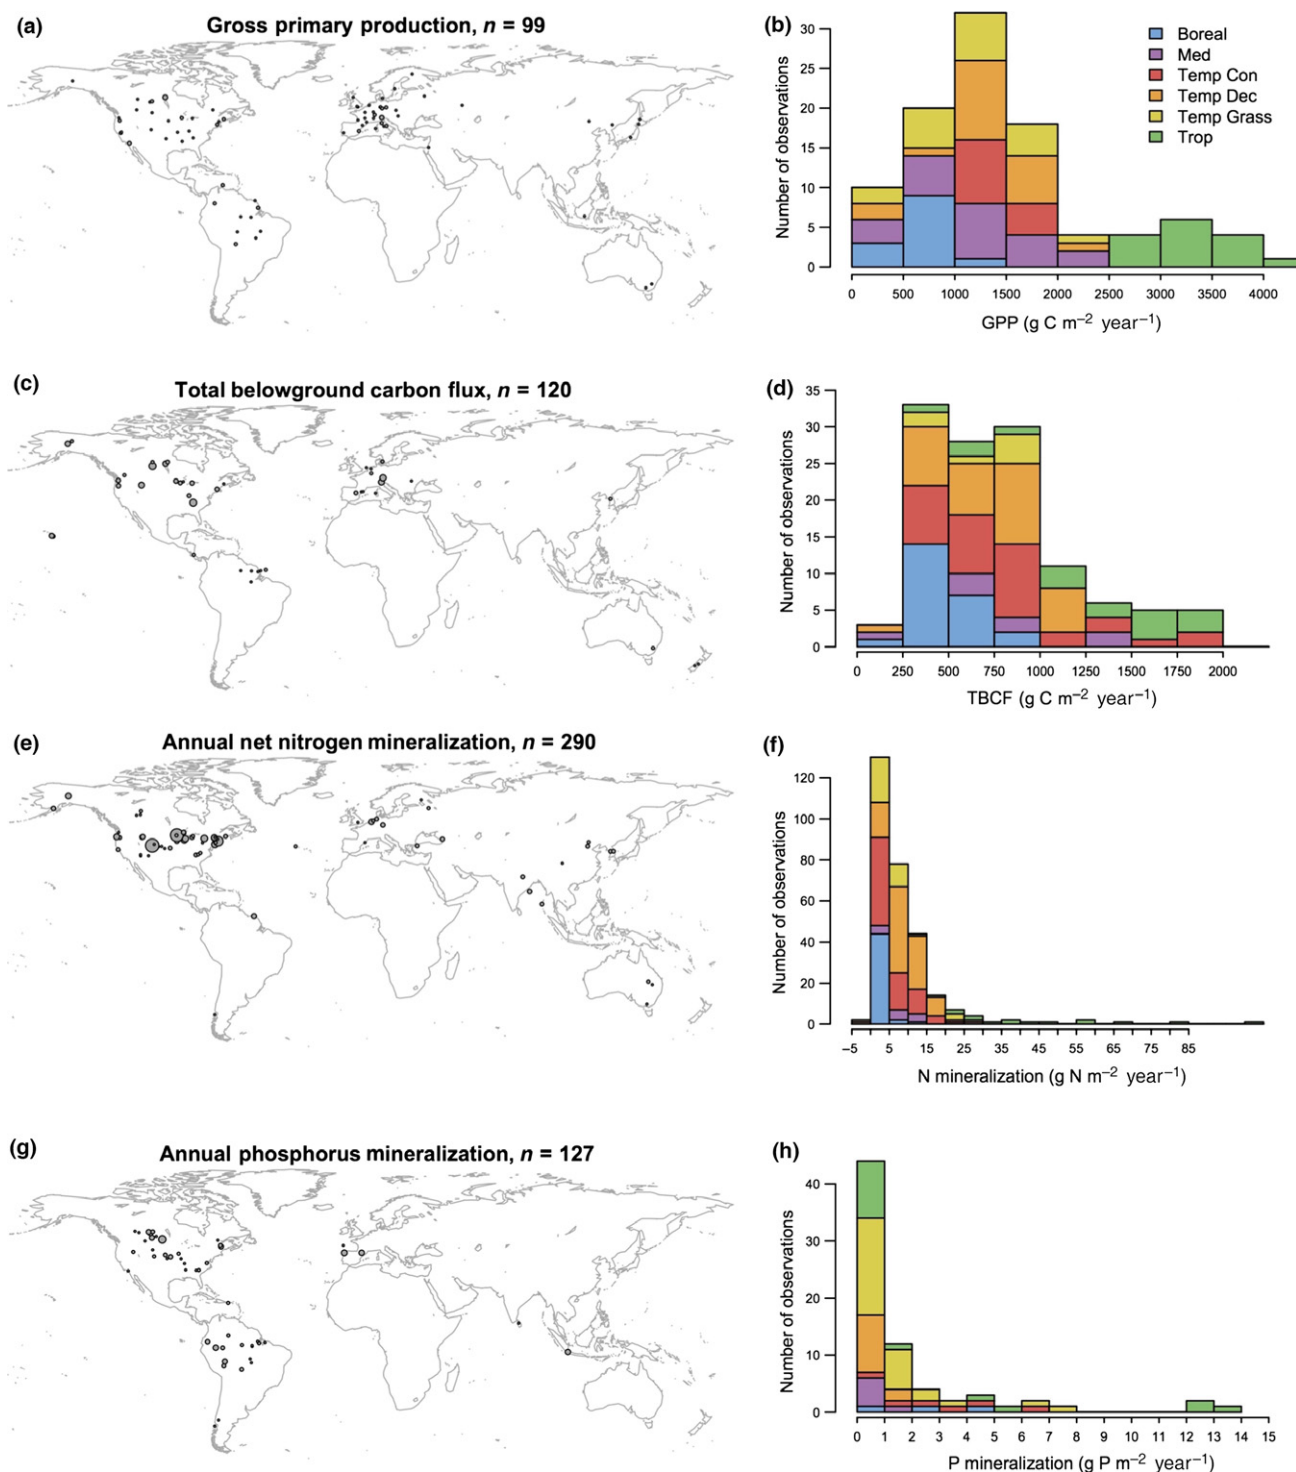 (a)
Gross primary production, n = 99
(b)
Number of observations
30
25
20
15
10
5
0
Boreal
Med
Temp Con
Temp Dec
Temp Grass
Trop
0 500 1000 1500 2000 2500 3000 3500 4000
GPP (g C m⁻² year⁻¹)
(c)
Total belowground carbon flux, n = 120
(d)
Number of observations
35
30
25
20
15
10
5
0
0 250 500 750 1000 1250 1500 1750 2000
TBCF (g C m⁻² year⁻¹)
(e)
Annual net nitrogen mineralization, n = 290
(f)
Number of observations
120
100
80
60
40
20
0
−5 5 15 25 35 45 55 65 75 85
N mineralization (g N m⁻² year⁻¹)
(g)
Annual phosphorus mineralization, n = 127
(h)
Number of observations
40
30
20
10
0
0 1 2 3 4 5 6 7 8 9 10 11 12 13 14 15
P mineralization (g P m⁻² year⁻¹)